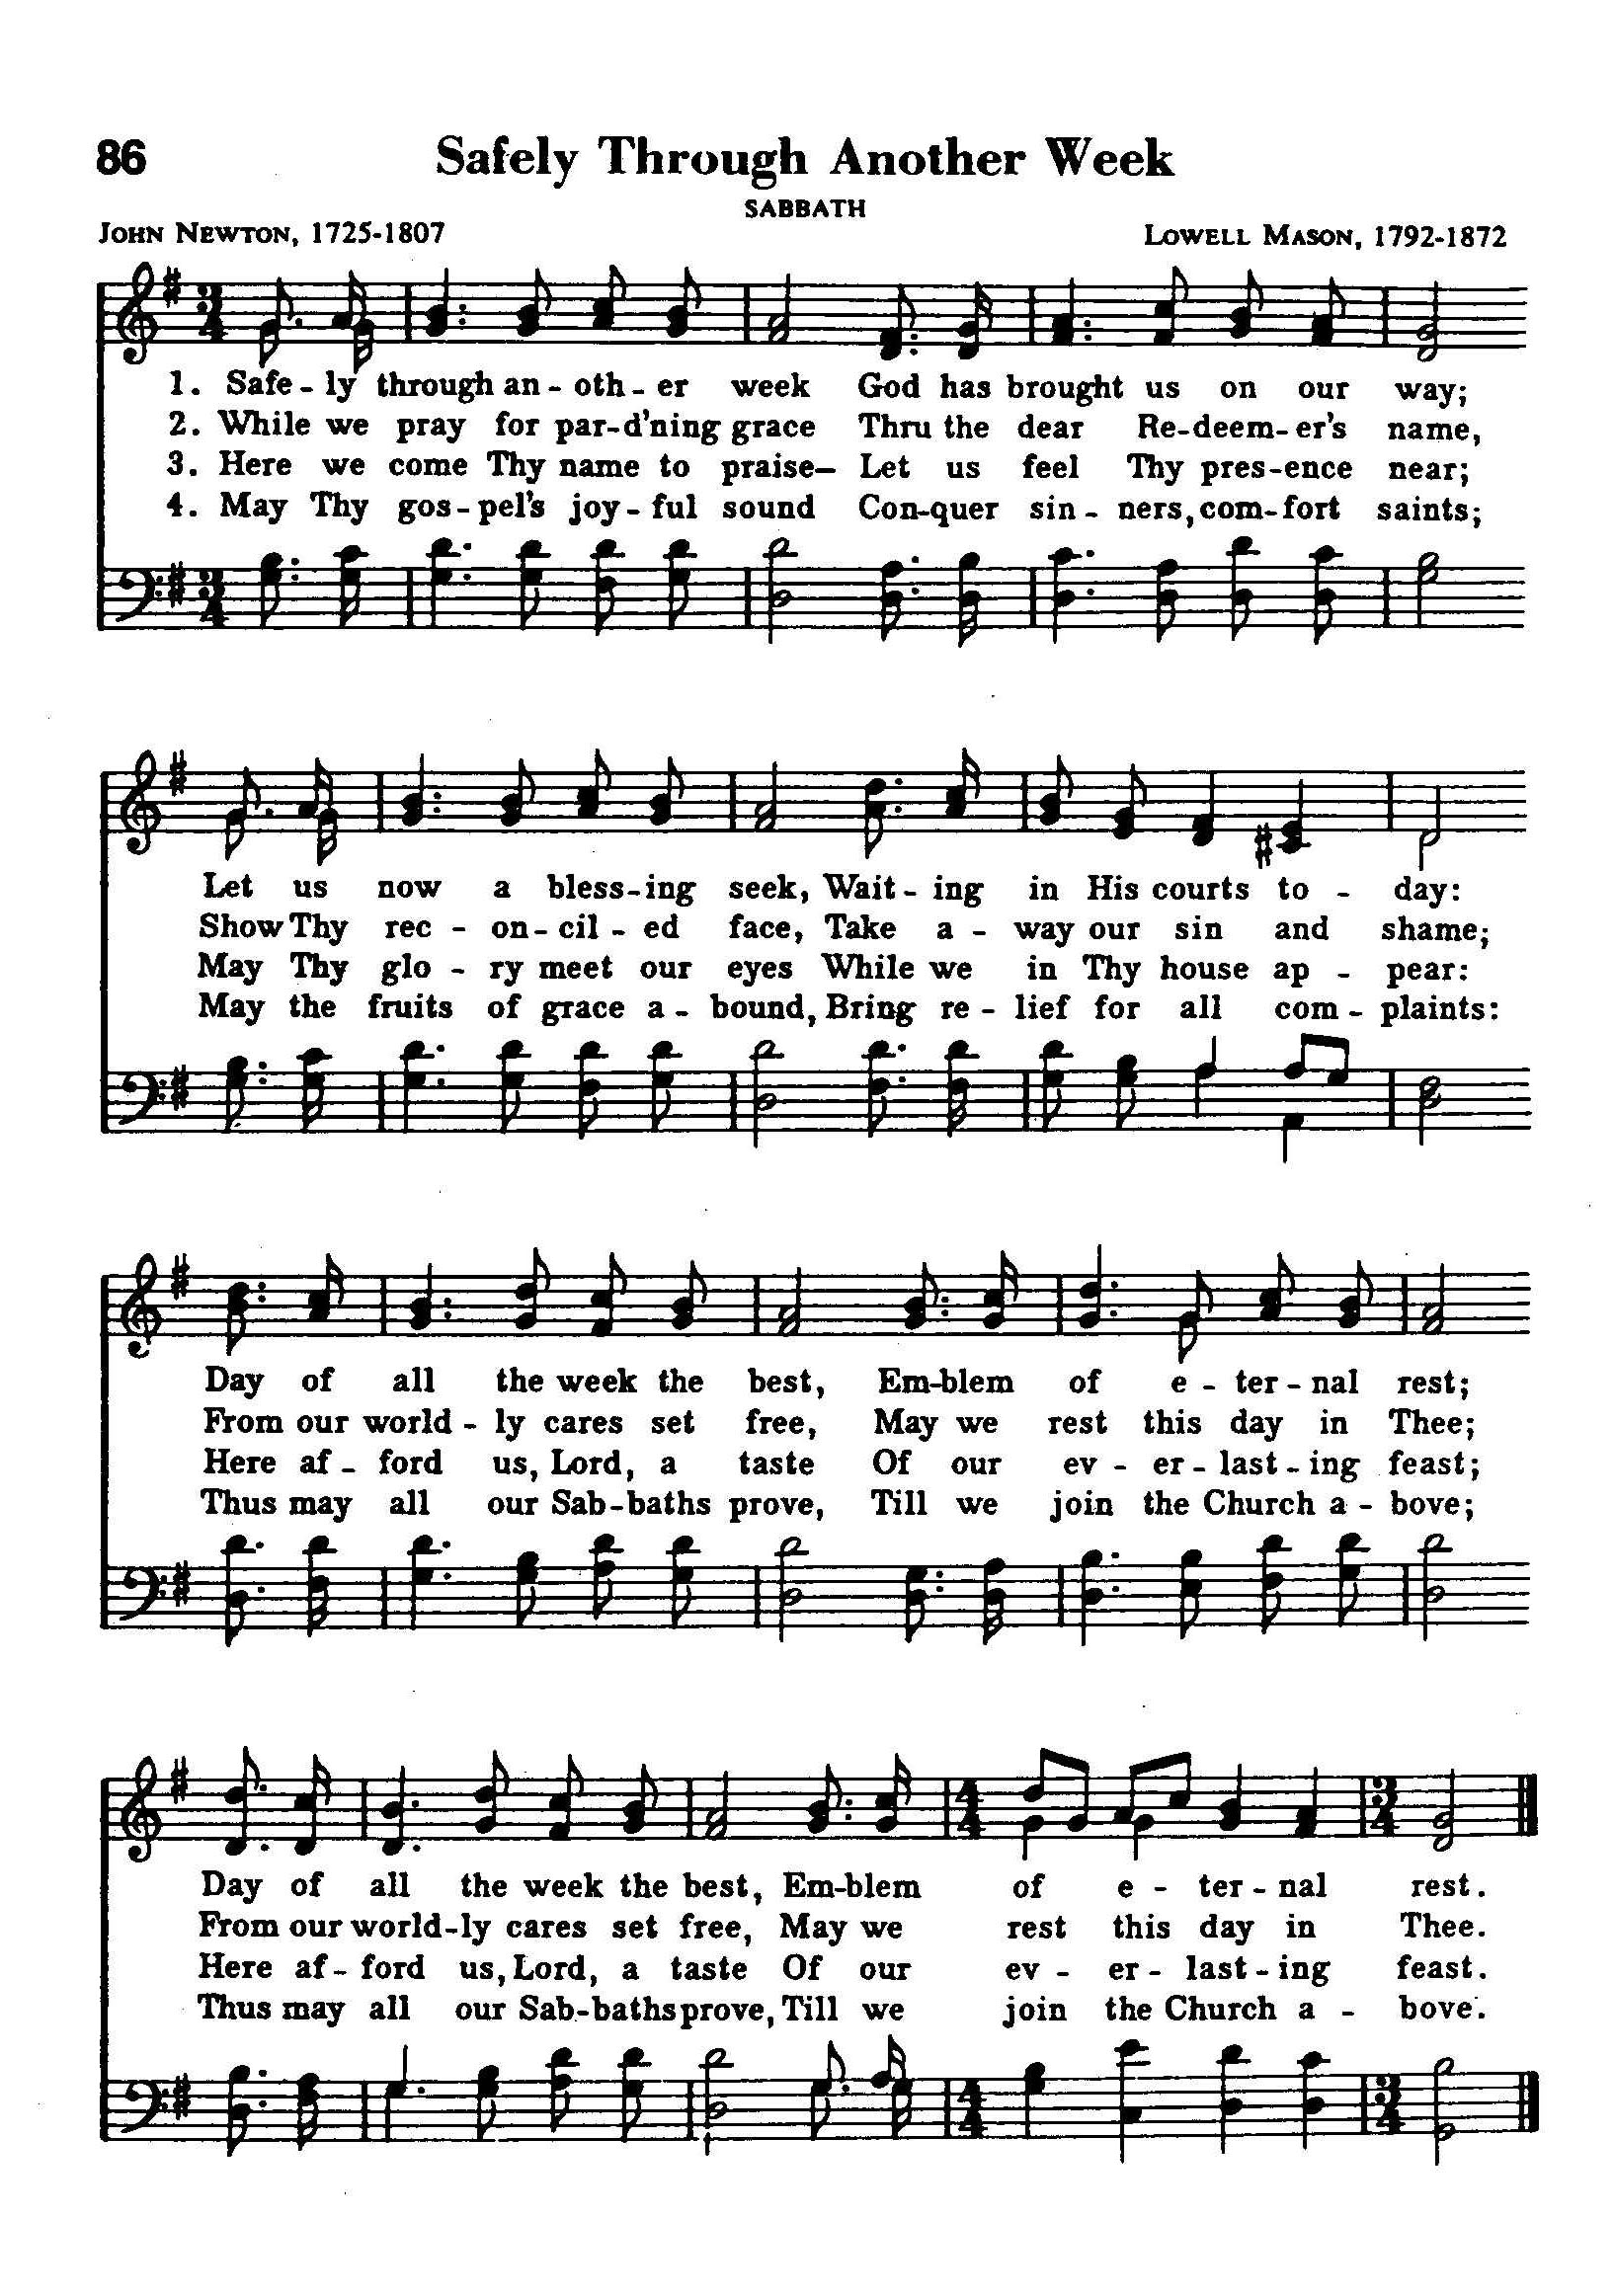 86
Safely Through Another Week
SABBATH
JOHN NEWTON, 1725-1807
LOWELL MASON, 1792-1872
3/4
1. Safe - ly through an - oth - er week God has brought us on our way;
2. While we pray for par-d'ning grace Thru the dear Re-deem-er's name,
3. Here we come Thy name to praise— Let us feel Thy pres-ence near;
4. May Thy gos-pel's joy-ful sound Con-quer sin - ners, com-fort saints;
3/4
Let us now a bless-ing seek, Wait - ing in His courts to - day:
Show Thy rec - on - cil - ed face, Take a - way our sin and shame;
May Thy glo - ry meet our eyes While we in Thy house ap - pear:
May the fruits of grace a - bound, Bring re - lief for all com - plaints:
Day of all the week the best, Em-blem of e - ter - nal rest;
From our world - ly cares set free, May we rest this day in Thee;
Here af - ford us, Lord, a taste Of our ev - er - last - ing feast;
Thus may all our Sab-baths prove, Till we join the Church a - bove;
4/4 3/4
Day of all the week the best, Em-blem of e - ter - nal rest.
From our world-ly cares set free, May we rest this day in Thee.
Here af - ford us, Lord, a taste Of our ev - er - last - ing feast.
Thus may all our Sab-baths prove, Till we join the Church a - bove.
4/4 3/4